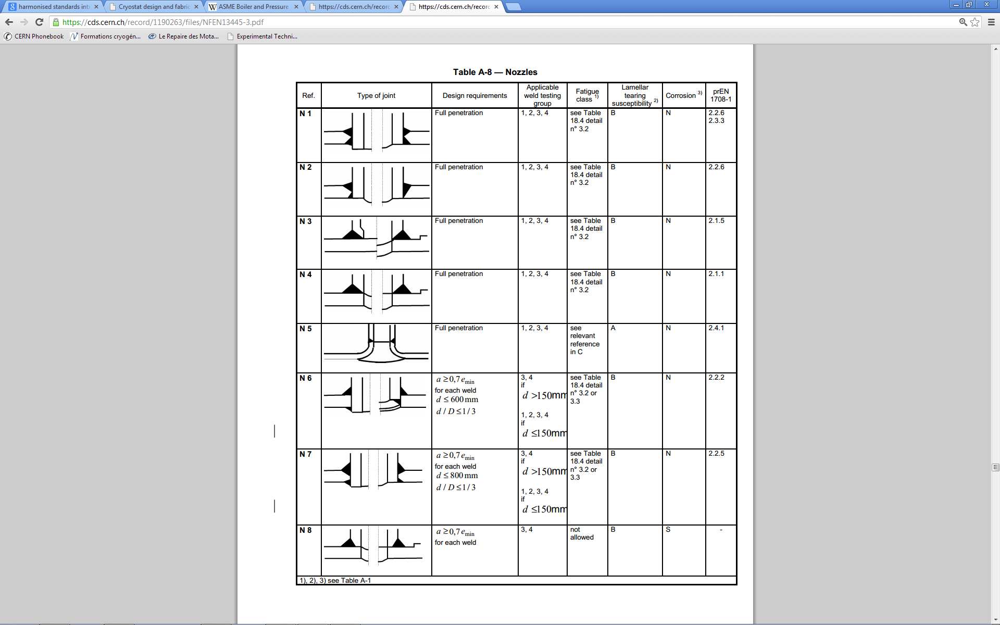 harmonised standards int
Cryostat design and fabric
ASME Boiler and Pressure
https://cds.cern.ch/recor
https://cds.cern.ch/recor
https://cds.cern.ch/record/1190263/files/NFEN13445-3.pdf
CERN Phonebook
Formations cryogén...
Le Repaire des Mota...
Experimental Techni...
Table A-8 — Nozzles
Ref.
Type of joint
Design requirements
Applicable
weld testing
group
Fatigue
class 1)
Lamellar
tearing
susceptibility 2)
Corrosion 3)
prEN
1708-1
N 1
Full penetration
1, 2, 3, 4
see Table
18.4 detail
n° 3.2
B
N
2.2.6
2.3.3
N 2
Full penetration
1, 2, 3, 4
see Table
18.4 detail
n° 3.2
B
N
2.2.6
N 3
Full penetration
1, 2, 3, 4
see Table
18.4 detail
n° 3.2
B
N
2.1.5
N 4
Full penetration
1, 2, 3, 4
see Table
18.4 detail
n° 3.2
B
N
2.1.1
N 5
Full penetration
1, 2, 3, 4
see
relevant
reference
in C
A
N
2.4.1
N 6
a ≥ 0,7 e min
for each weld
d ≤ 600 mm
d / D ≤ 1 / 3
3, 4
if
d >150mm
1, 2, 3, 4
if
d ≤150mm
see Table
18.4 detail
n° 3.2 or
3.3
B
N
2.2.2
N 7
a ≥ 0,7 e min
for each weld
d ≤ 800 mm
d / D ≤ 1 / 3
3, 4
if
d >150mm
1, 2, 3, 4
if
d ≤150mm
see Table
18.4 detail
n° 3.2 or
3.3
B
N
2.2.5
N 8
a ≥ 0,7 e min
for each weld
3, 4
not
allowed
B
S
-
1), 2), 3) see Table A-1